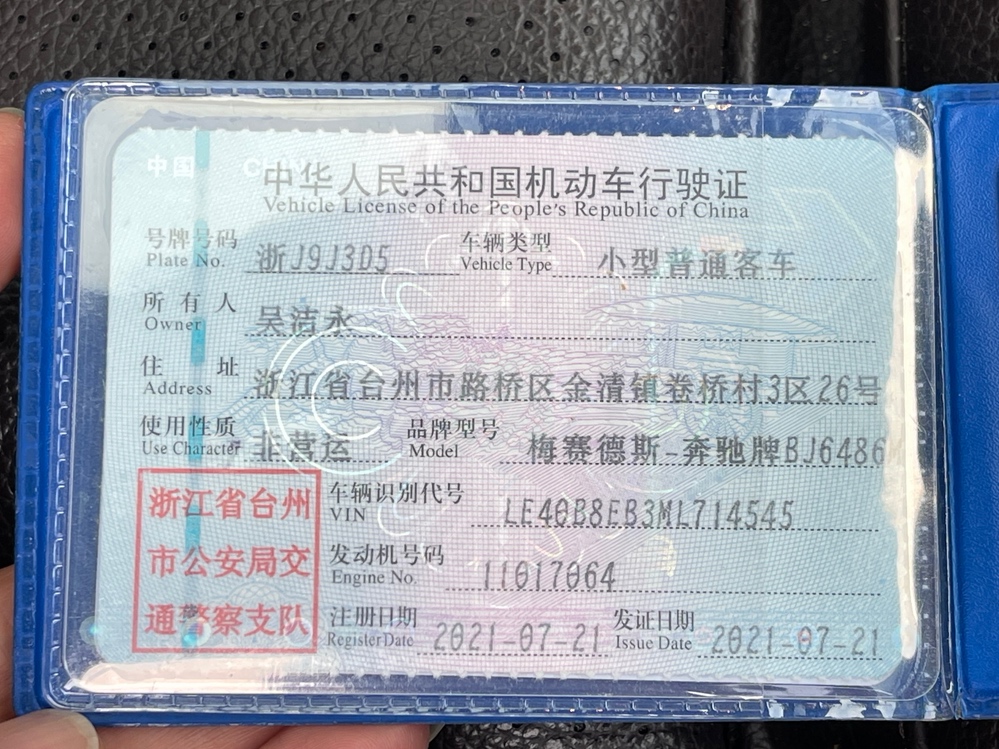 中国 CHINA
中华人民共和国机动车行驶证
Vehicle License of the People's Republic of China
号牌号码 浙J9J3D5 车辆类型 小型普通客车
Plate No. Vehicle Type
所有人 吴洁永
Owner
住址 浙江省台州市路桥区金清镇卷桥村3区26号
Address
使用性质 非营运 品牌型号 梅赛德斯-奔驰牌BJ6486
Use Character Model
浙江省台州
市公安局交
通警察支队
车辆识别代号 LE40B8EB3ML714545
VIN
发动机号码 11017064
Engine No.
注册日期 2021-07-21 发证日期 2021-07-21
Register Date Issue Date